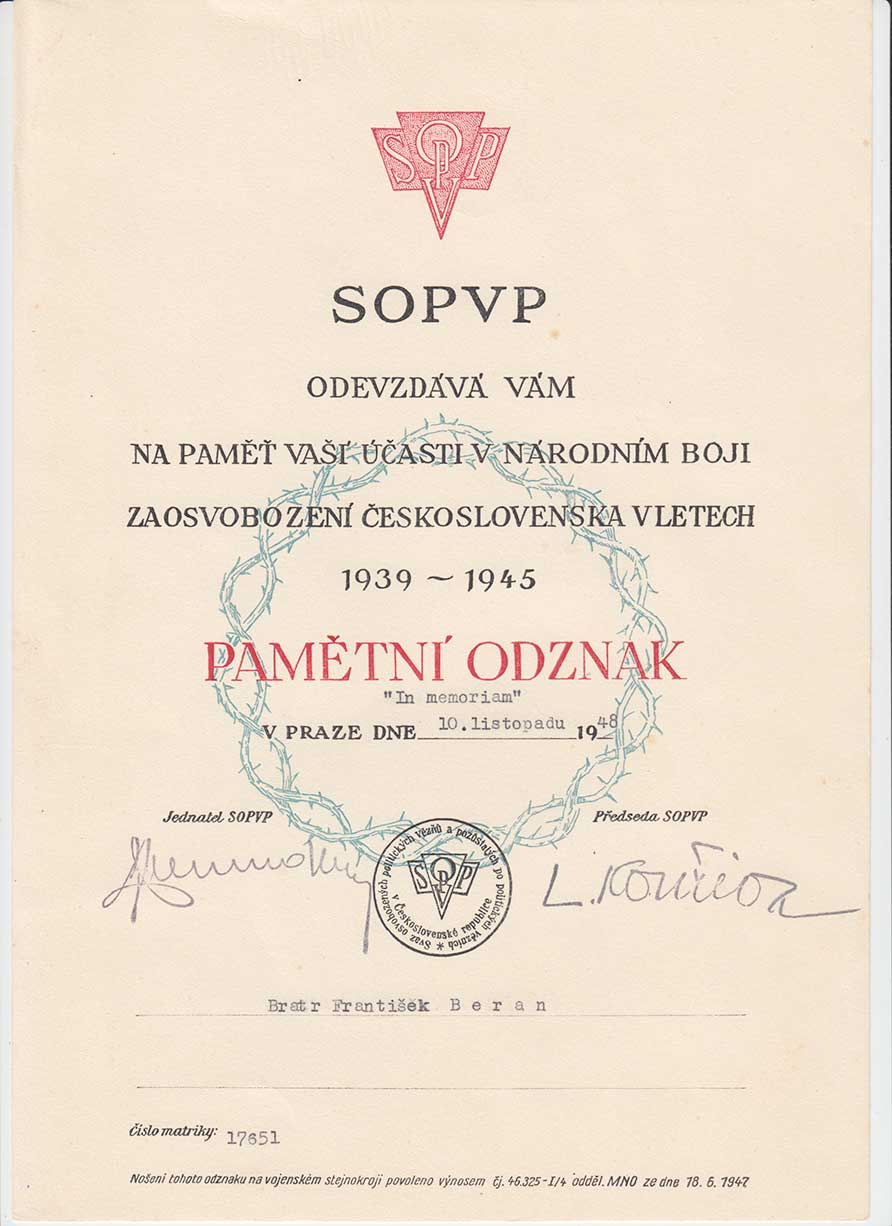 SOPVP
SOPVP
ODEVZDÁVÁ VÁM
NA PAMĚŤ VAŠÍ ÚČASTI V NÁRODNÍM BOJI
ZA OSVOBOZENÍ ČESKOSLOVENSKA V LETECH
1939 ~ 1945
PAMĚTNÍ ODZNAK
"In memoriam"
V PRAZE DNE 10.listopadu 1948
Jednatel SOPVP
Předseda SOPVP
Svaz osvobozených politických vězňů a pozůstalých po politických vězních
v Československé republice
SOPVP
Bratr František Beran
číslo matriky: 17651
Nošení tohoto odznaku na vojenském stejnokroji povoleno výnosem čj. 46.325-I/4 odděl. MNO ze dne 18. 6. 1947